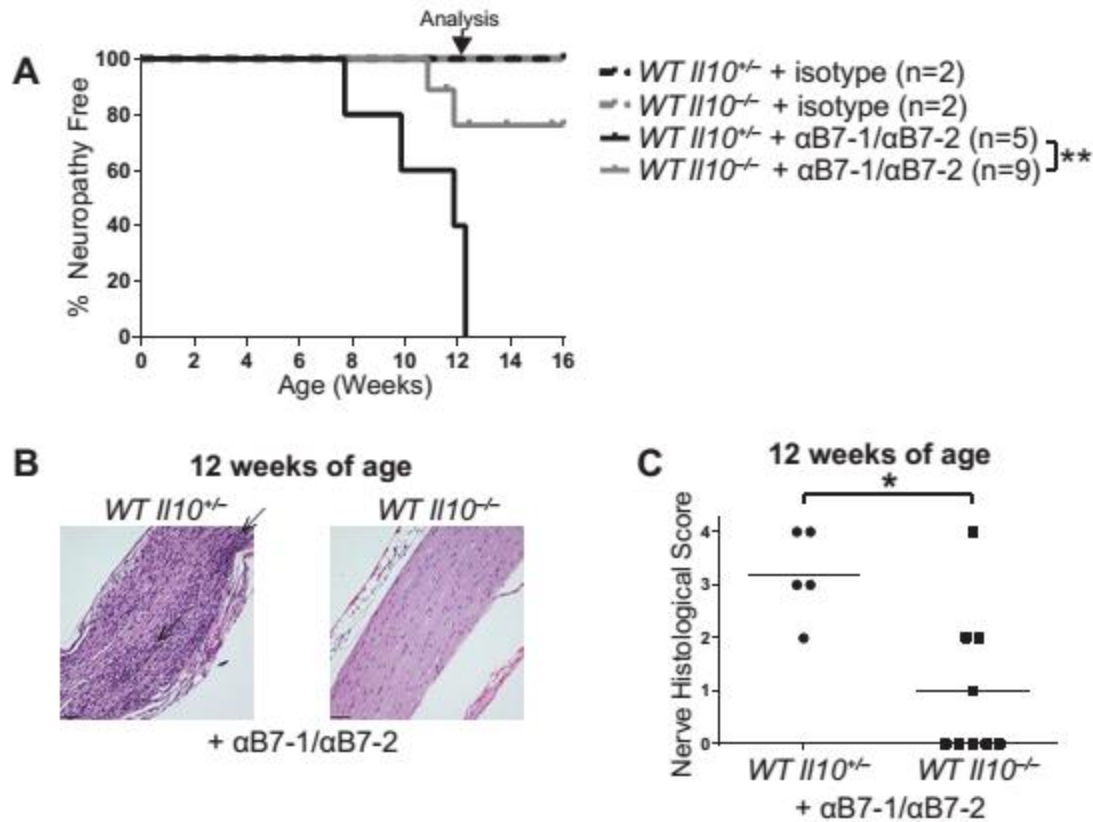 Analysis
A
100
80
60
40
20
0
% Neuropathy Free
0 2 4 6 8 10 12 14 16
Age (Weeks)
WT Il10+/– + isotype (n=2)
WT Il10–/– + isotype (n=2)
WT Il10+/– + αB7-1/αB7-2 (n=5)
WT Il10–/– + αB7-1/αB7-2 (n=9)
**
B
12 weeks of age
WT Il10+/– WT Il10–/–
+ αB7-1/αB7-2
C
12 weeks of age
*
Nerve Histological Score
4
3
2
1
0
WT Il10+/– WT Il10–/–
+ αB7-1/αB7-2